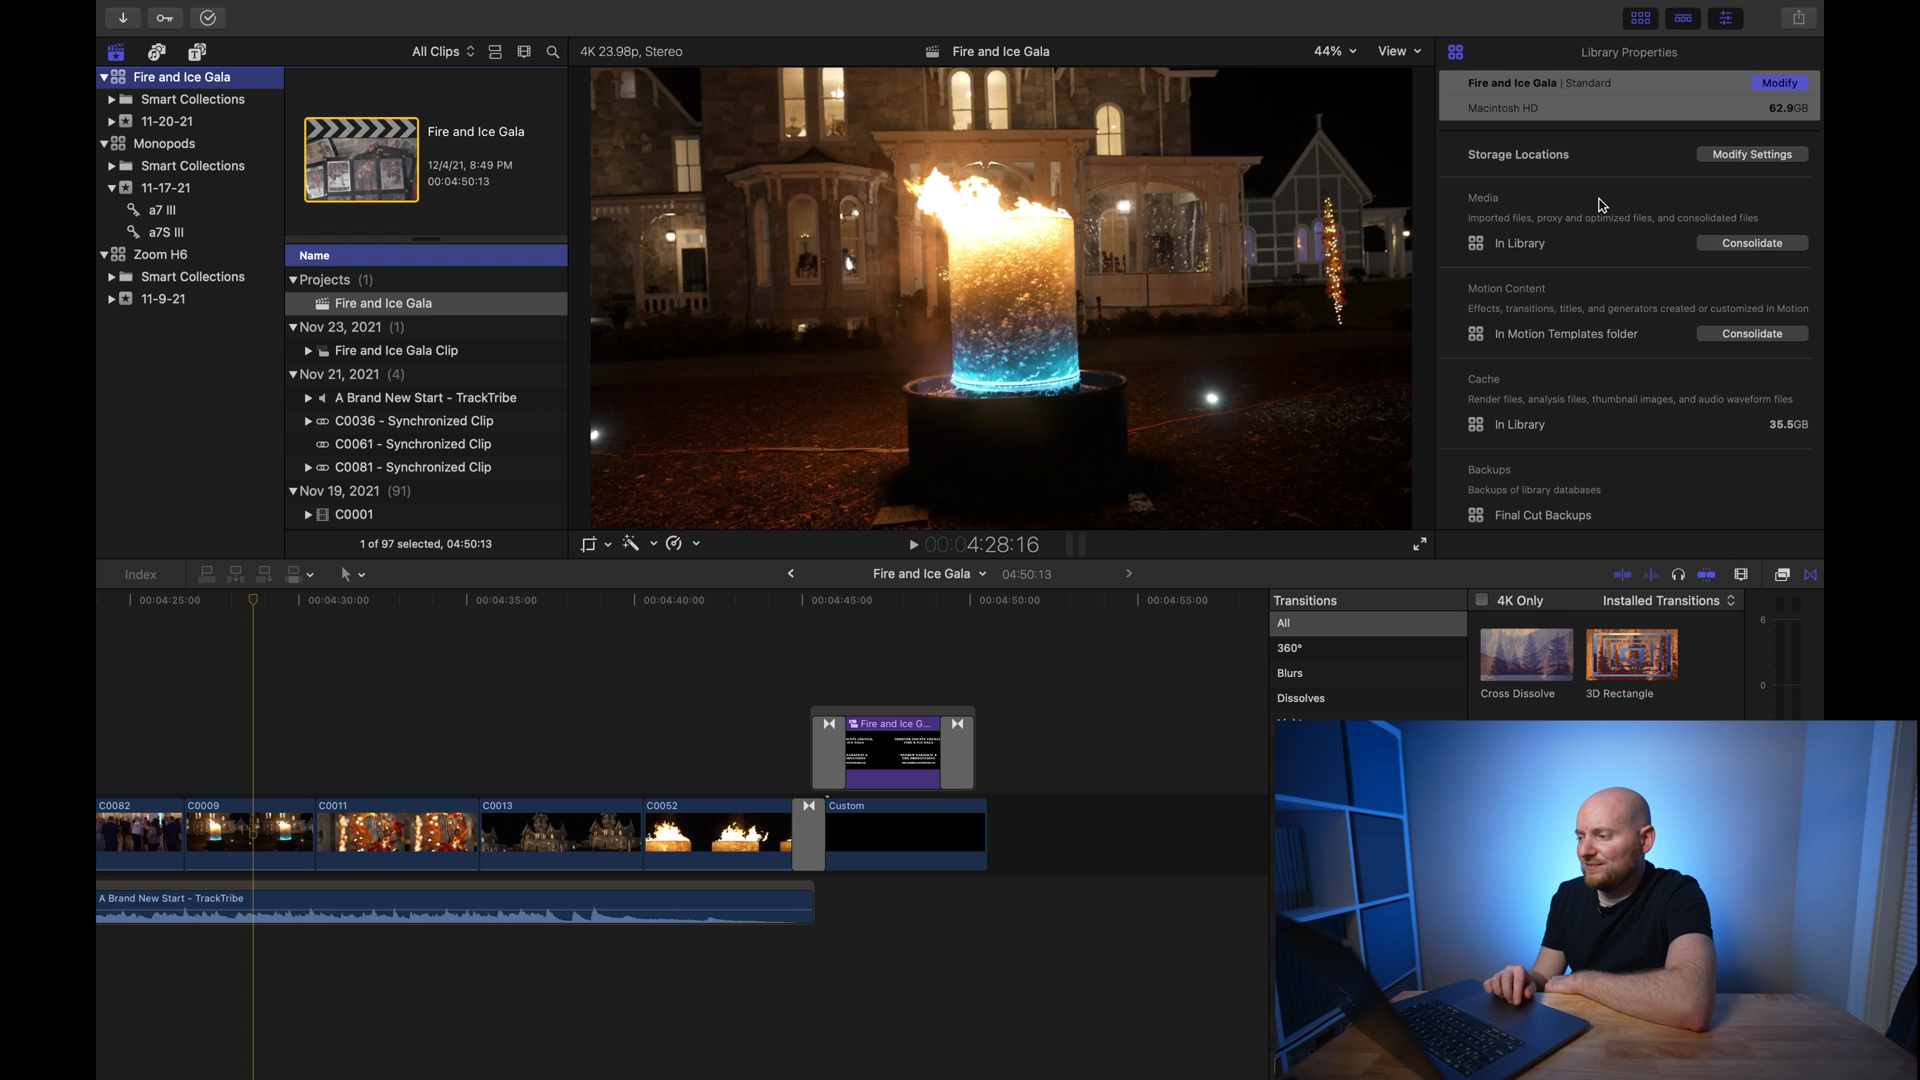 All Clips
4K 23.98p, Stereo
Fire and Ice Gala
44%
View
Library Properties
Fire and Ice Gala
Smart Collections
11-20-21
Monopods
Smart Collections
11-17-21
a7 III
a7S III
Zoom H6
Smart Collections
11-9-21
Fire and Ice Gala
12/4/21, 8:49 PM
00:04:50:13
Name
Projects (1)
Fire and Ice Gala
Nov 23, 2021 (1)
Fire and Ice Gala Clip
Nov 21, 2021 (4)
A Brand New Start - TrackTribe
C0036 - Synchronized Clip
C0061 - Synchronized Clip
C0081 - Synchronized Clip
Nov 19, 2021 (91)
C0001
1 of 97 selected, 04:50:13
00:04:28:16
Fire and Ice Gala | Standard
Modify
Macintosh HD
62.9GB
Storage Locations
Modify Settings
Media
Imported files, proxy and optimized files, and consolidated files
In Library
Consolidate
Motion Content
Effects, transitions, titles, and generators created or customized in Motion
In Motion Templates folder
Consolidate
Cache
Render files, analysis files, thumbnail images, and audio waveform files
In Library
35.5GB
Backups
Backups of library databases
Final Cut Backups
Index
Fire and Ice Gala
04:50:13
00:04:25:00
00:04:30:00
00:04:35:00
00:04:40:00
00:04:45:00
00:04:50:00
00:04:55:00
Fire and Ice G...
C0082
C0009
C0011
C0013
C0052
Custom
A Brand New Start - TrackTribe
Transitions
4K Only
Installed Transitions
All
360°
Blurs
Dissolves
Cross Dissolve
3D Rectangle
6
0